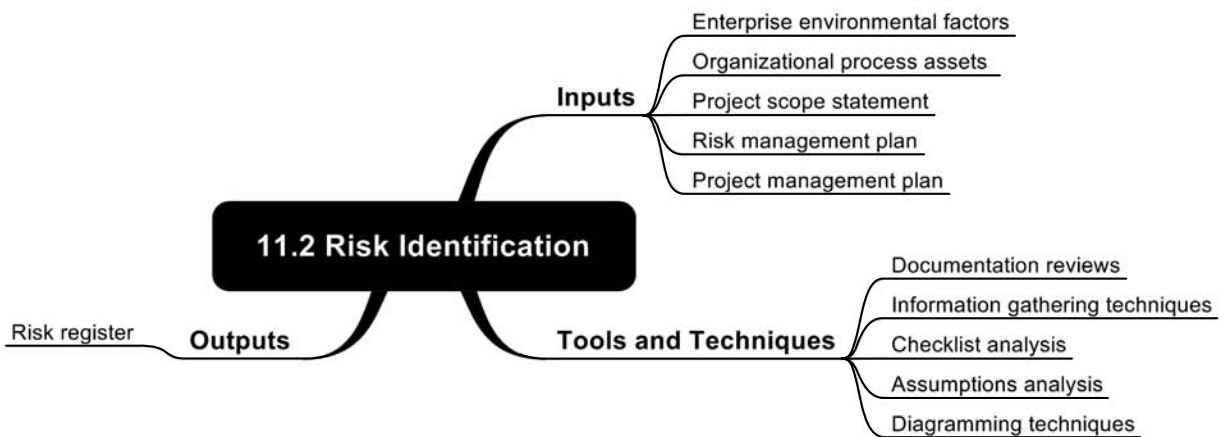 Enterprise environmental factors
Organizational process assets
Inputs
Project scope statement
Risk management plan
Project management plan
11.2 Risk Identification
Documentation reviews
Information gathering techniques
Risk register
Outputs
Tools and Techniques
Checklist analysis
Assumptions analysis
Diagramming techniques